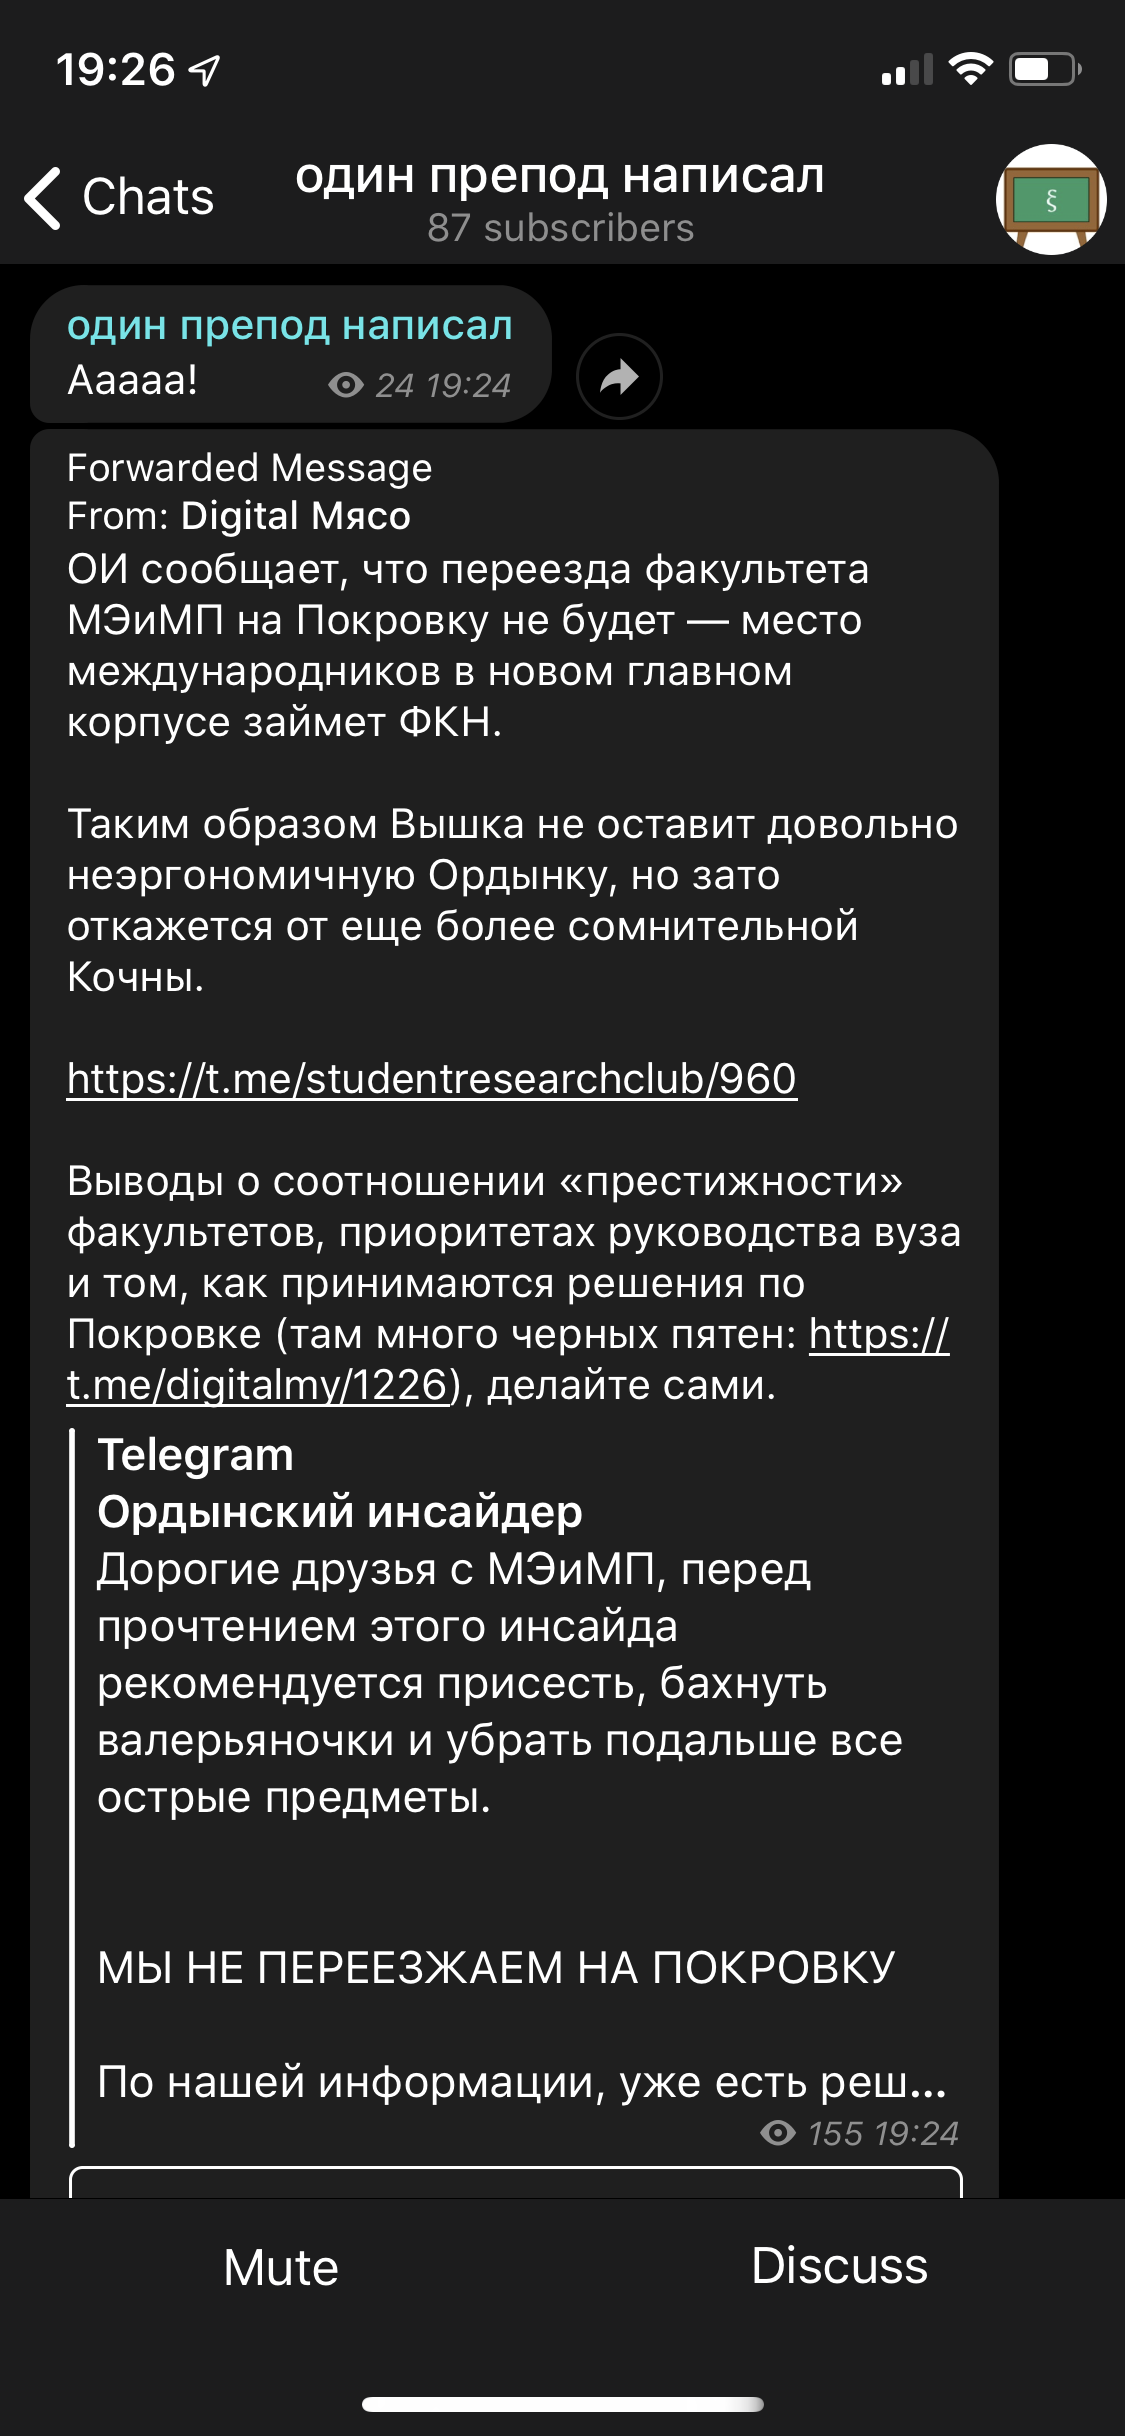 19:26
Chats
один препод написал
87 subscribers
§
один препод написал
Ааааа!
24 19:24
Forwarded Message
From: Digital Мясо
ОИ сообщает, что переезда факультета
МЭиМП на Покровку не будет — место
международников в новом главном
корпусе займет ФКН.
Таким образом Вышка не оставит довольно
неэргономичную Ордынку, но зато
откажется от еще более сомнительной
Кочны.
https://t.me/studentresearchclub/960
Выводы о соотношении «престижности»
факультетов, приоритетах руководства вуза
и том, как принимаются решения по
Покровке (там много черных пятен: https://
t.me/digitalmy/1226), делайте сами.
Telegram
Ордынский инсайдер
Дорогие друзья с МЭиМП, перед
прочтением этого инсайда
рекомендуется присесть, бахнуть
валерьяночки и убрать подальше все
острые предметы.
МЫ НЕ ПЕРЕЕЗЖАЕМ НА ПОКРОВКУ
По нашей информации, уже есть реш...
155 19:24
Mute
Discuss